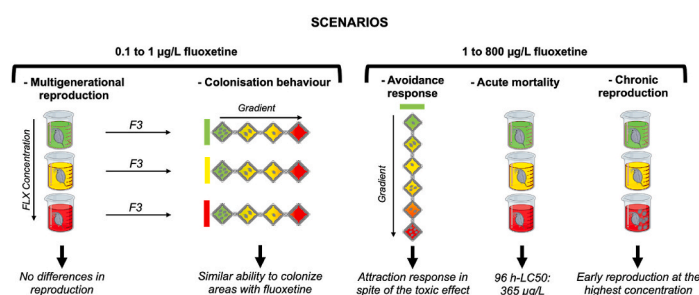 SCENARIOS
0.1 to 1 µg/L fluoxetine
1 to 800 µg/L fluoxetine
- Multigenerational
reproduction
- Colonisation behaviour
- Avoidance
response
- Acute mortality
- Chronic
reproduction
FLX Concentration
F3
F3
F3
Gradient
Gradient
No differences in
reproduction
Similar ability to colonize
areas with fluoxetine
Attraction response in
spite of the toxic effect
96 h-LC50:
365 µg/L
Early reproduction at the
highest concentration